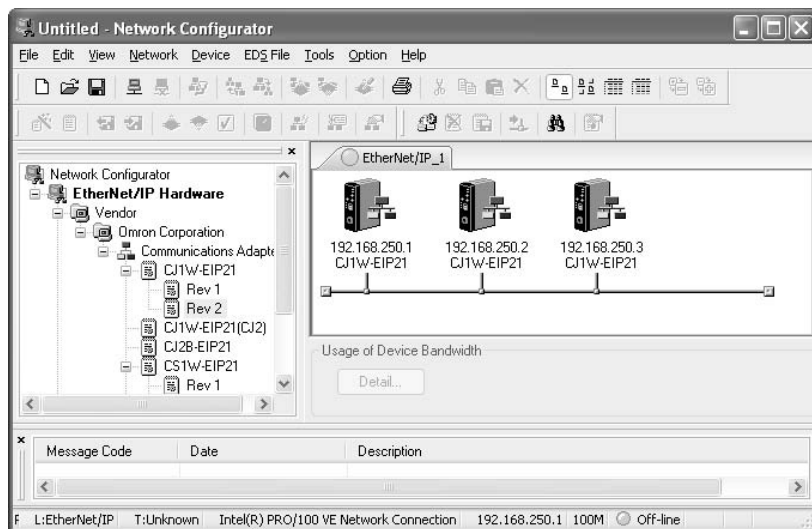 Untitled - Network Configurator
File Edit View Network Device EDS File Tools Option Help
EtherNet/IP_1
Network Configurator
EtherNet/IP Hardware
Vendor
Omron Corporation
Communications Adapte
CJ1W-EIP21
Rev 1
Rev 2
CJ1W-EIP21(CJ2)
CJ2B-EIP21
CS1W-EIP21
Rev 1
192.168.250.1 192.168.250.2 192.168.250.3
CJ1W-EIP21 CJ1W-EIP21 CJ1W-EIP21
Usage of Device Bandwidth
Detail...
Message Code Date Description
L:EtherNet/IP T:Unknown Intel(R) PRO/100 VE Network Connection 192.168.250.1 100M Off-line